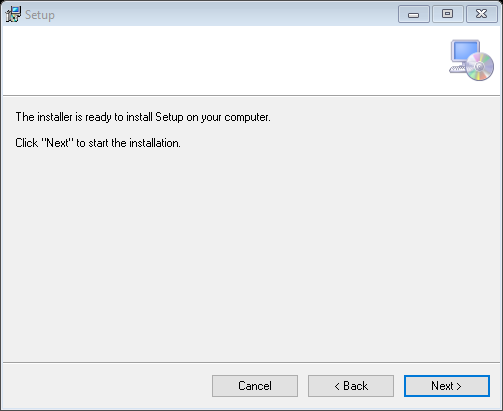 Setup
The installer is ready to install Setup on your computer.
Click "Next" to start the installation.
Cancel
< Back
Next >